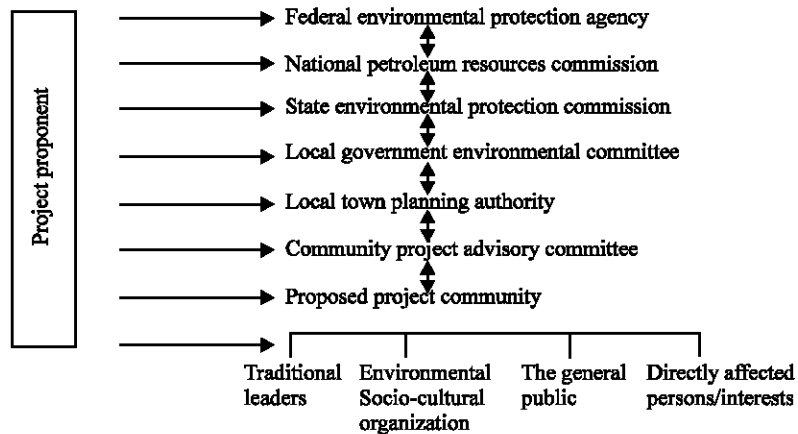 Project proponent
Federal environmental protection agency
National petroleum resources commission
State environmental protection commission
Local government environmental committee
Local town planning authority
Community project advisory committee
Proposed project community
Traditional
leaders
Environmental
Socio-cultural
organization
The general
public
Directly affected
persons/interests